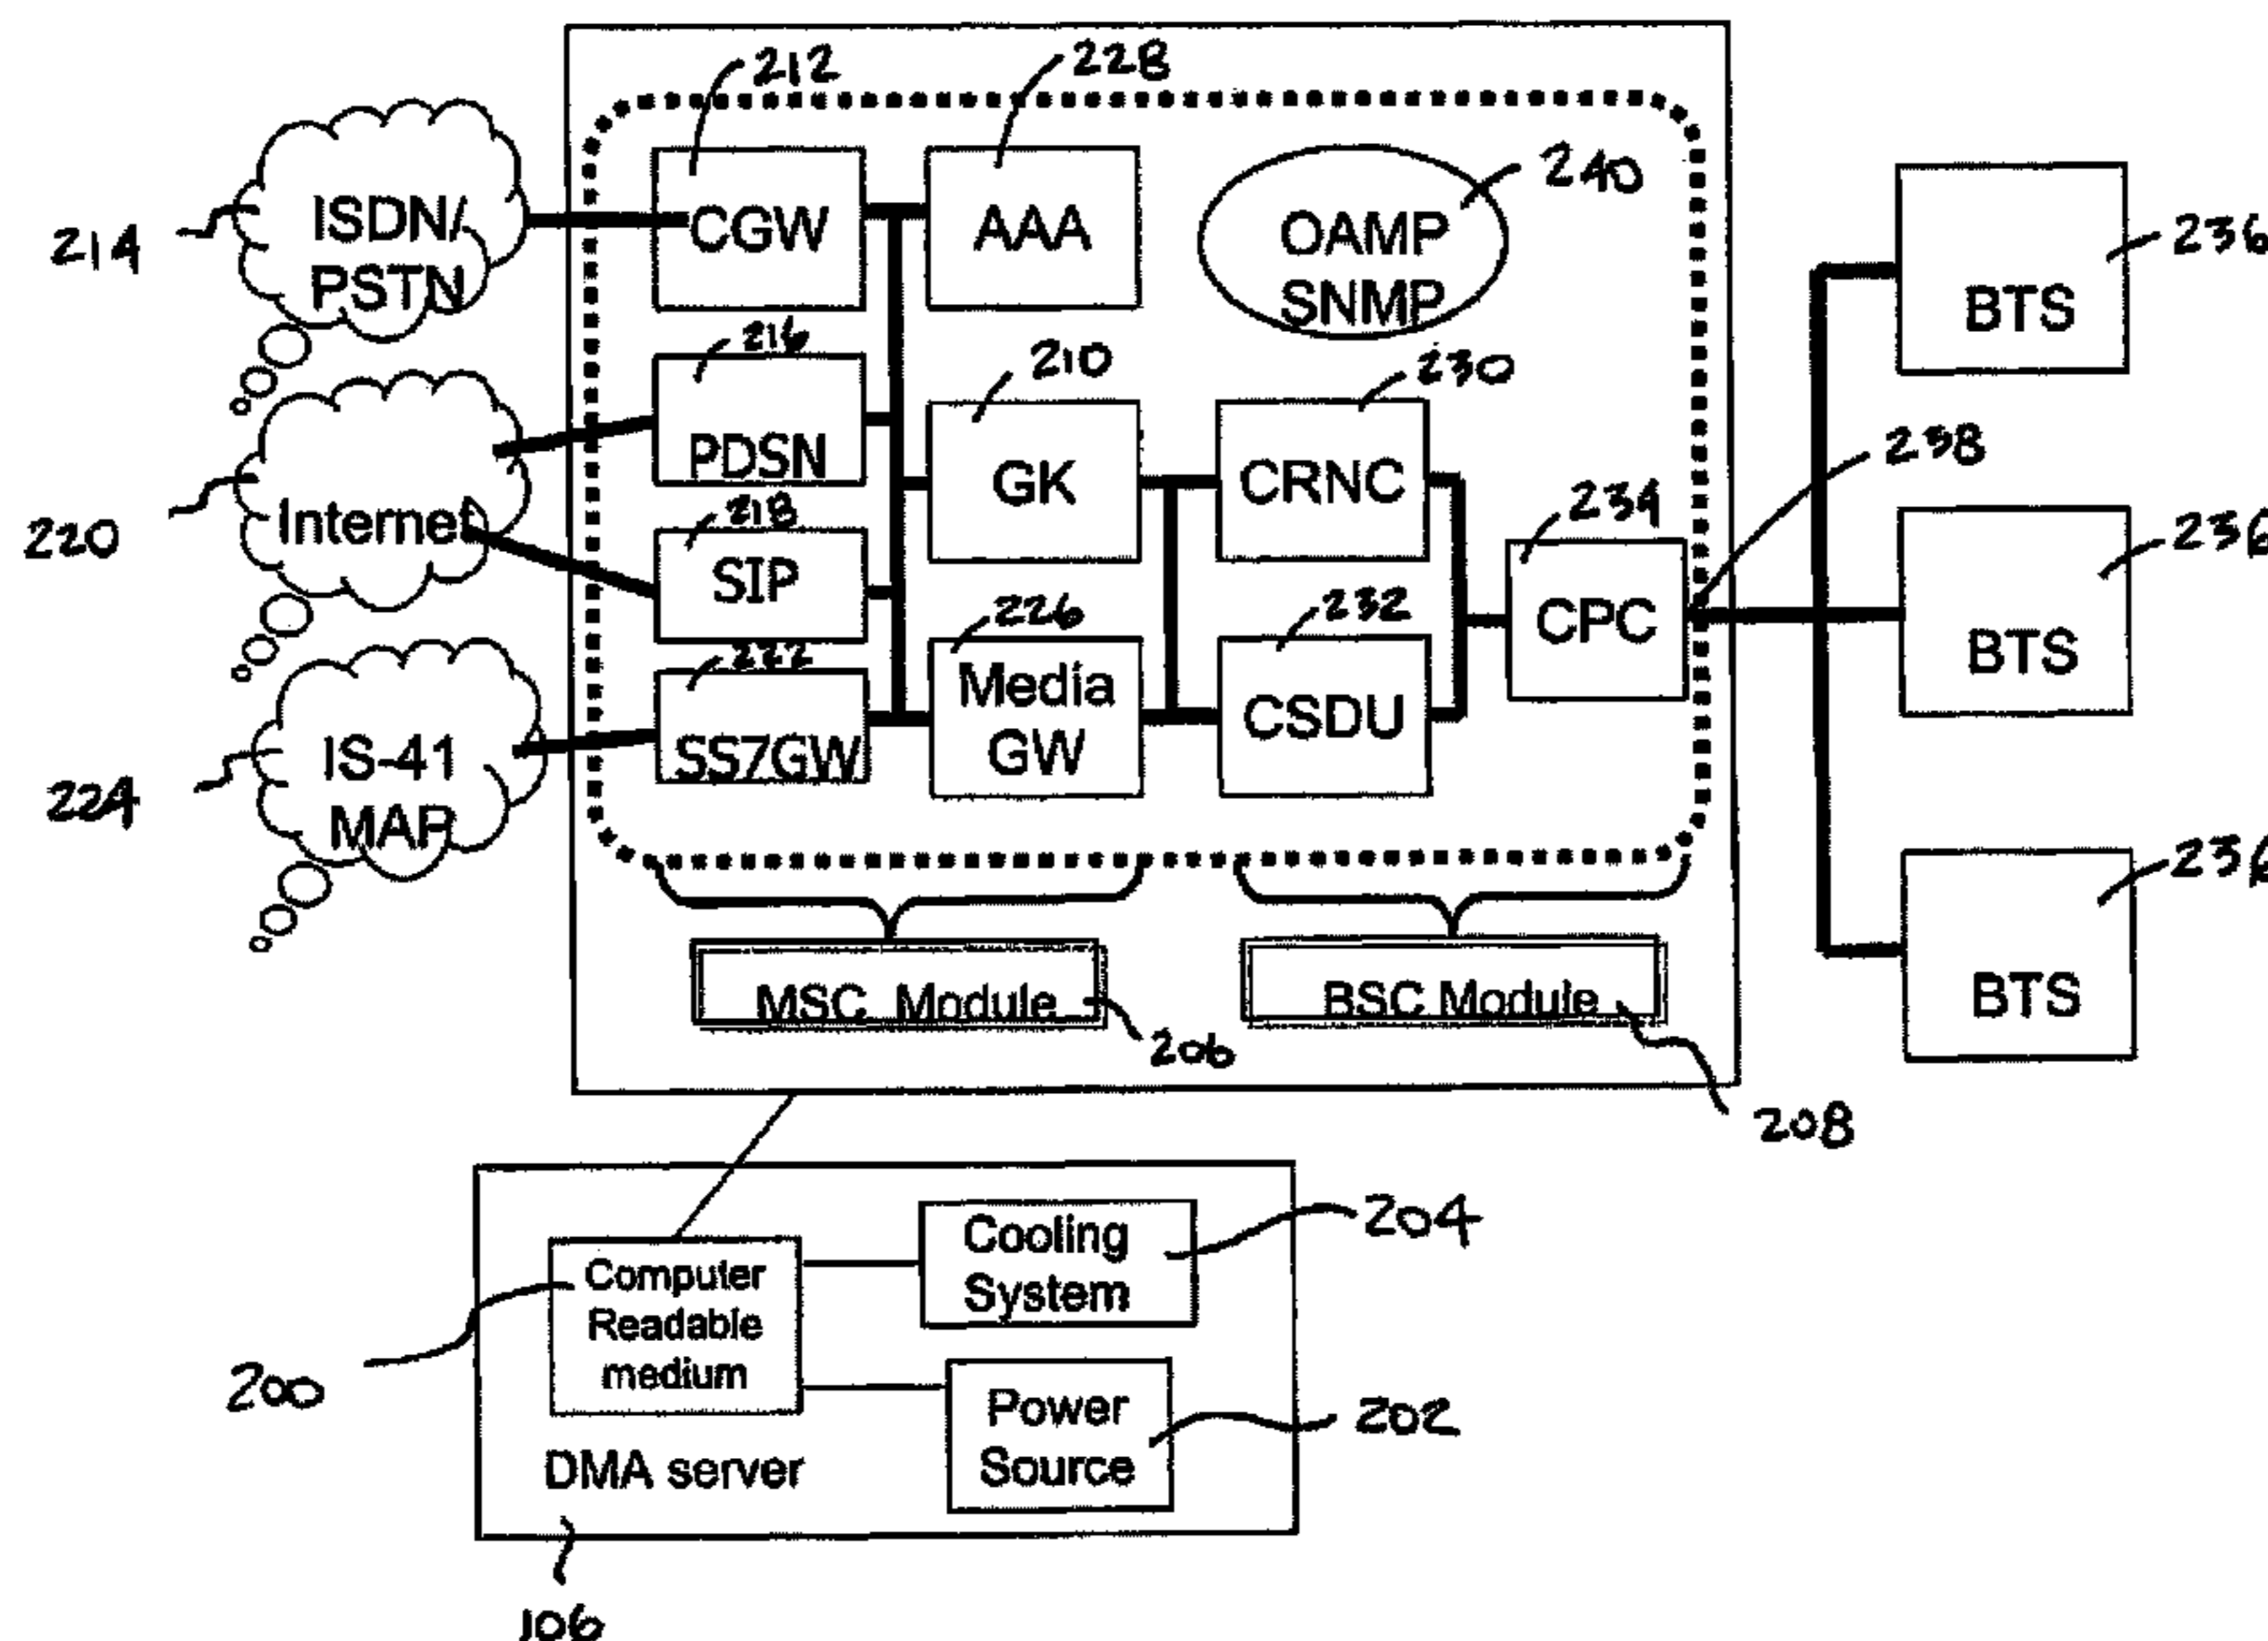 212
228
214
ISDN/
PSTN
CGW
AAA
OAMP
SNMP
240
BTS
236
216
PDSN
210
GK
230
CRNC
238
220
Internet
218
SIP
234
CPC
BTS
236
222
SS7GW
226
Media
GW
232
CSDU
224
IS-41
MAP
BTS
236
MSC Module
206
BSC Module
208
Computer
Readable
medium
200
Cooling
System
204
Power
Source
202
DMA server
106